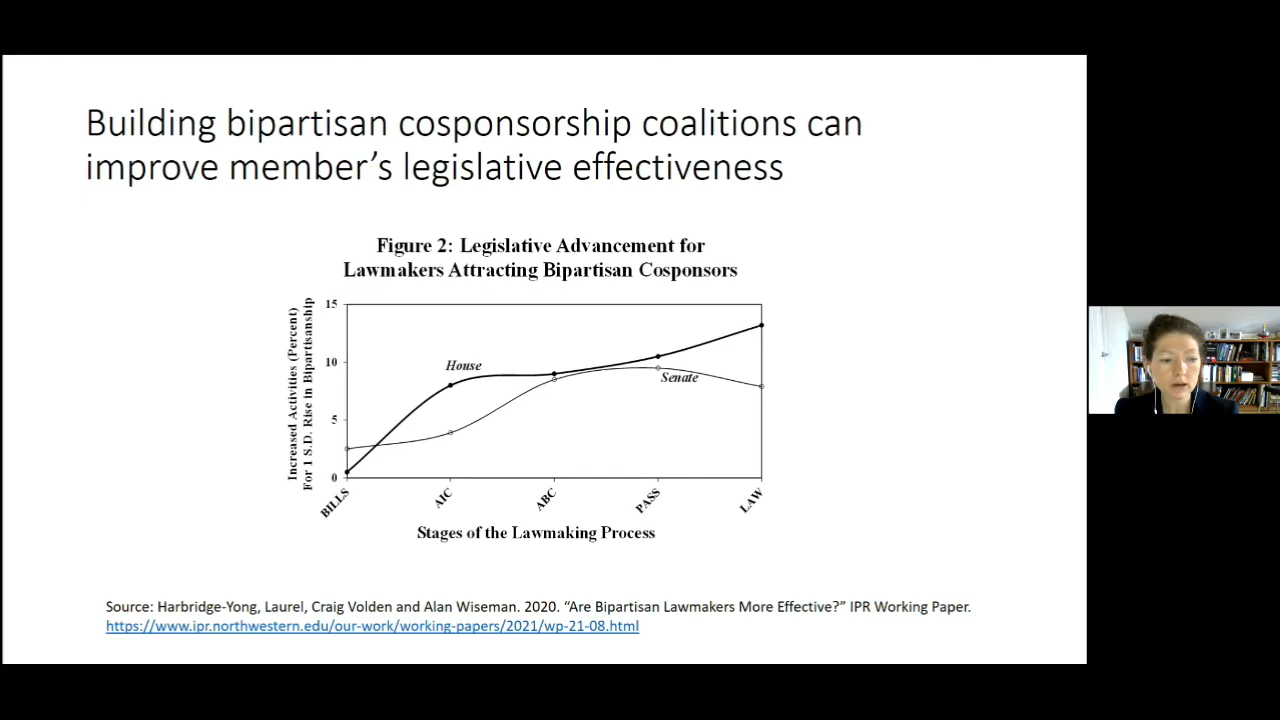 Building bipartisan cosponsorship coalitions can
improve member’s legislative effectiveness
Figure 2: Legislative Advancement for
Lawmakers Attracting Bipartisan Cosponsors
Increased Activities (Percent)
For 1 S.D. Rise in Bipartisanship
15
10
5
0
House
Senate
BILLS
AIC
ABC
PASS
LAW
Stages of the Lawmaking Process
Source: Harbridge-Yong, Laurel, Craig Volden and Alan Wiseman. 2020. “Are Bipartisan Lawmakers More Effective?” IPR Working Paper.
https://www.ipr.northwestern.edu/our-work/working-papers/2021/wp-21-08.html